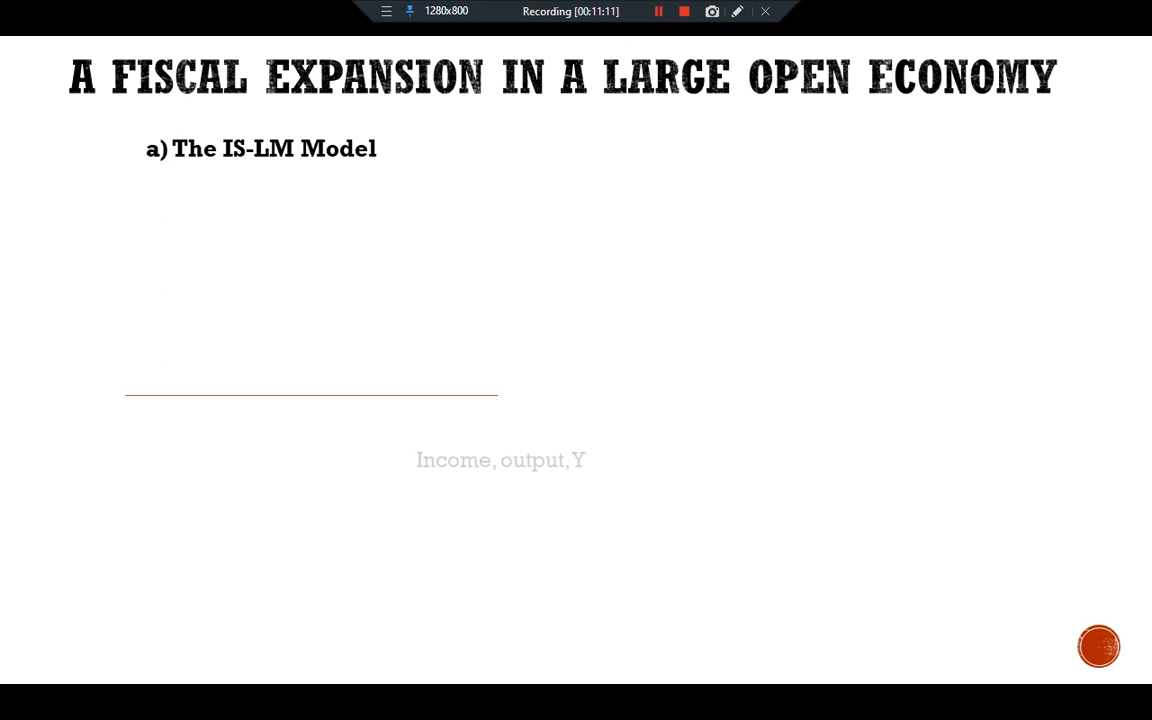 1280x800
Recording [00:11:11]
A FISCAL EXPANSION IN A LARGE OPEN ECONOMY
a) The IS-LM Model
Income, output, Y